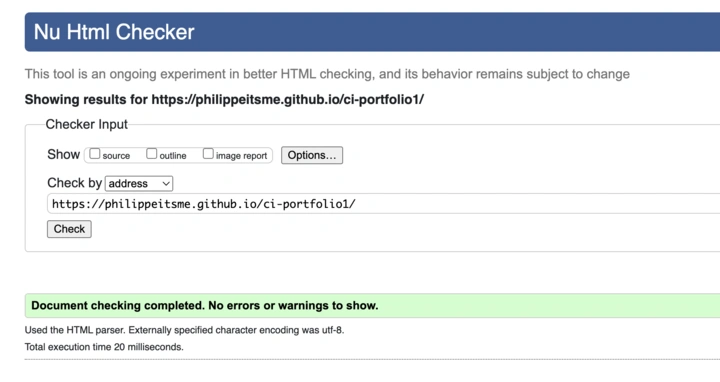 Nu Html Checker
This tool is an ongoing experiment in better HTML checking, and its behavior remains subject to change
Showing results for https://philippeitsme.github.io/ci-portfolio1/
Checker Input
Show source outline image report Options...
Check by address
https://philippeitsme.github.io/ci-portfolio1/
Check
Document checking completed. No errors or warnings to show.
Used the HTML parser. Externally specified character encoding was utf-8.
Total execution time 20 milliseconds.